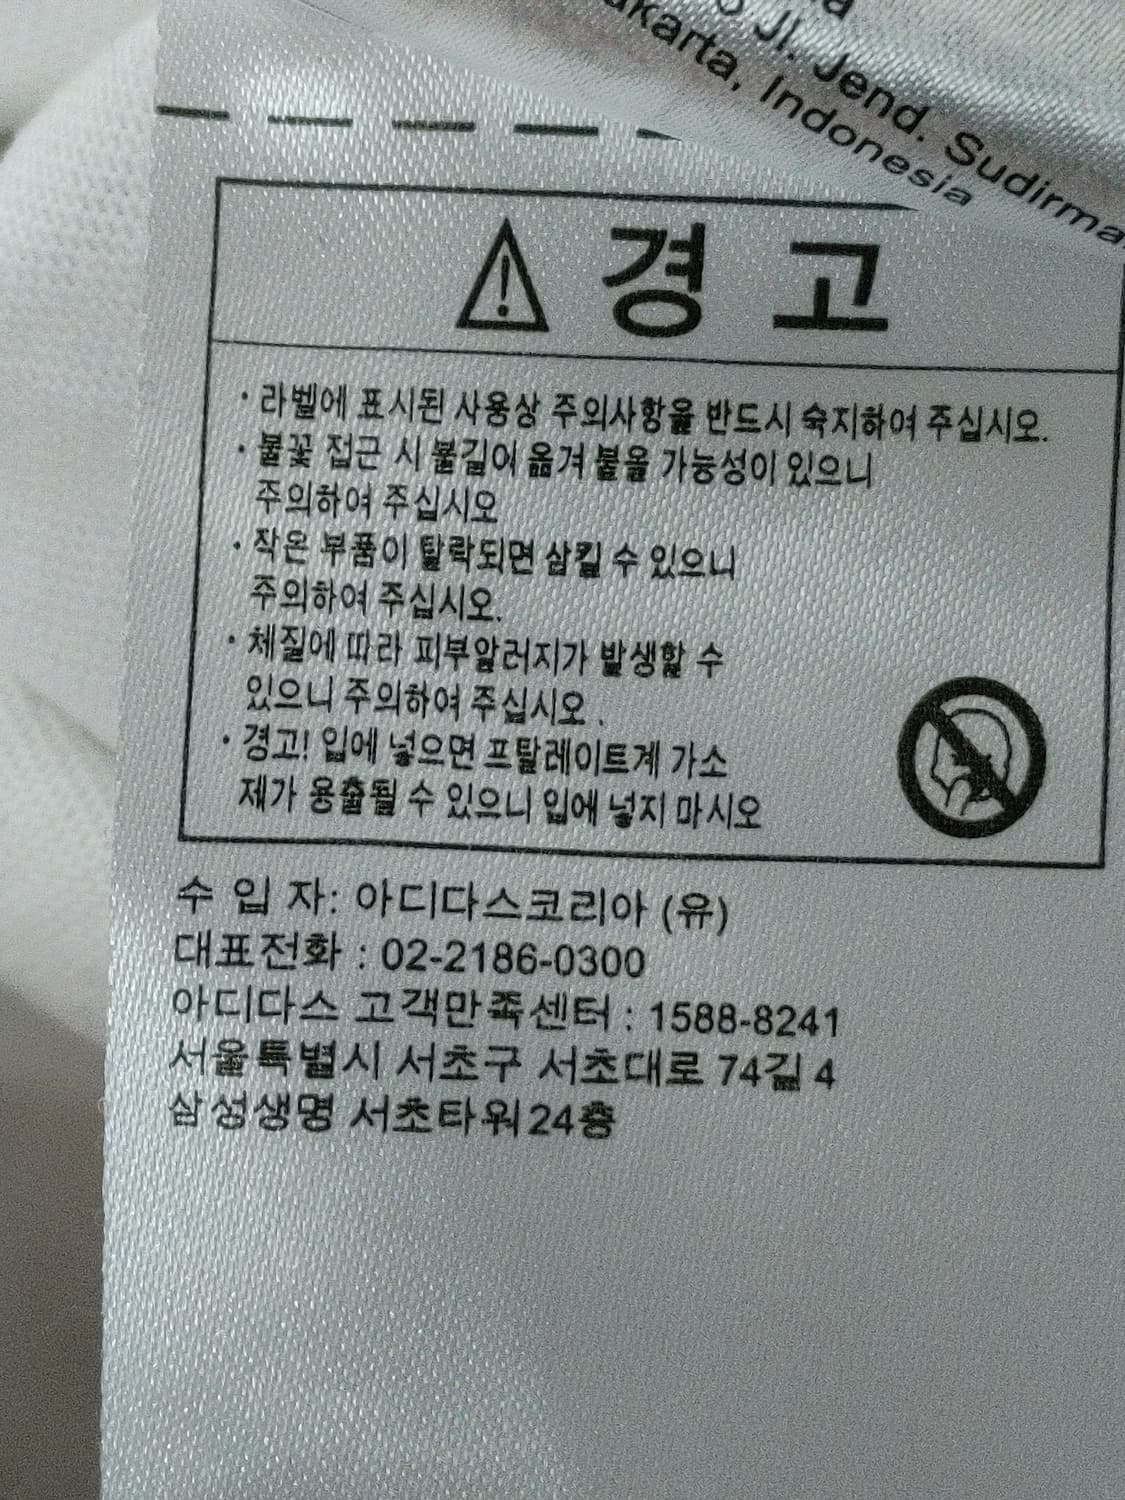 Jl. Jend. Sudirma
Indonesia
⚠ 경 고
· 라벨에 표시된 사용상 주의사항을 반드시 숙지하여 주십시오.
· 불꽃 접근 시 불길이 옮겨 붙을 가능성이 있으니
주의하여 주십시오
· 작은 부품이 탈락되면 삼킬 수 있으니
주의하여 주십시오.
· 체질에 따라 피부알러지가 발생할 수
있으니 주의하여 주십시오 .
· 경고! 입에 넣으면 프탈레이트계 가소
제가 용출될 수 있으니 입에 넣지 마시오
수 입 자: 아디다스코리아 (유)
대표전화 : 02-2186-0300
아디다스 고객만족센터 : 1588-8241
서울특별시 서초구 서초대로 74길 4
삼성생명 서초타워24층